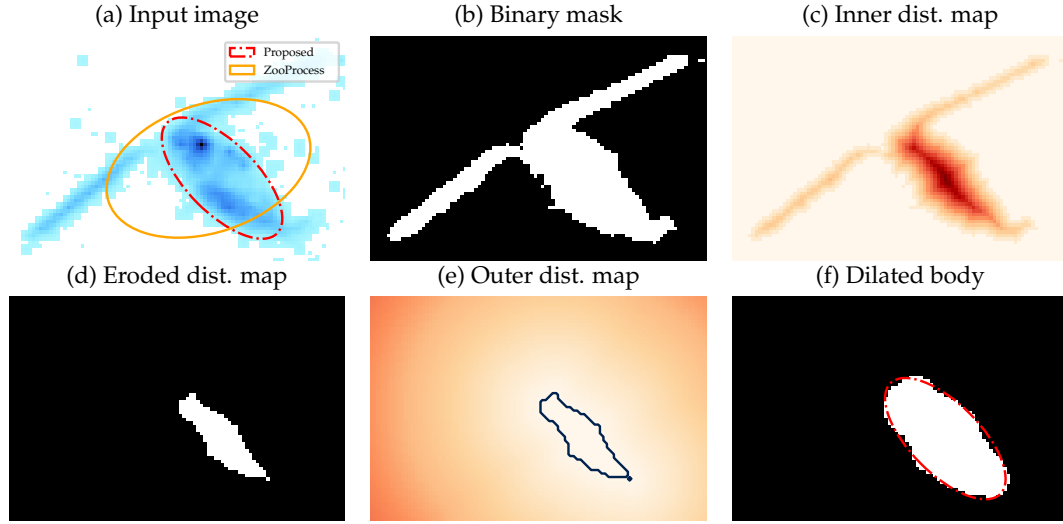 (a) Input image
(b) Binary mask
(c) Inner dist. map
Proposed
ZooProcess
(d) Eroded dist. map
(e) Outer dist. map
(f) Dilated body